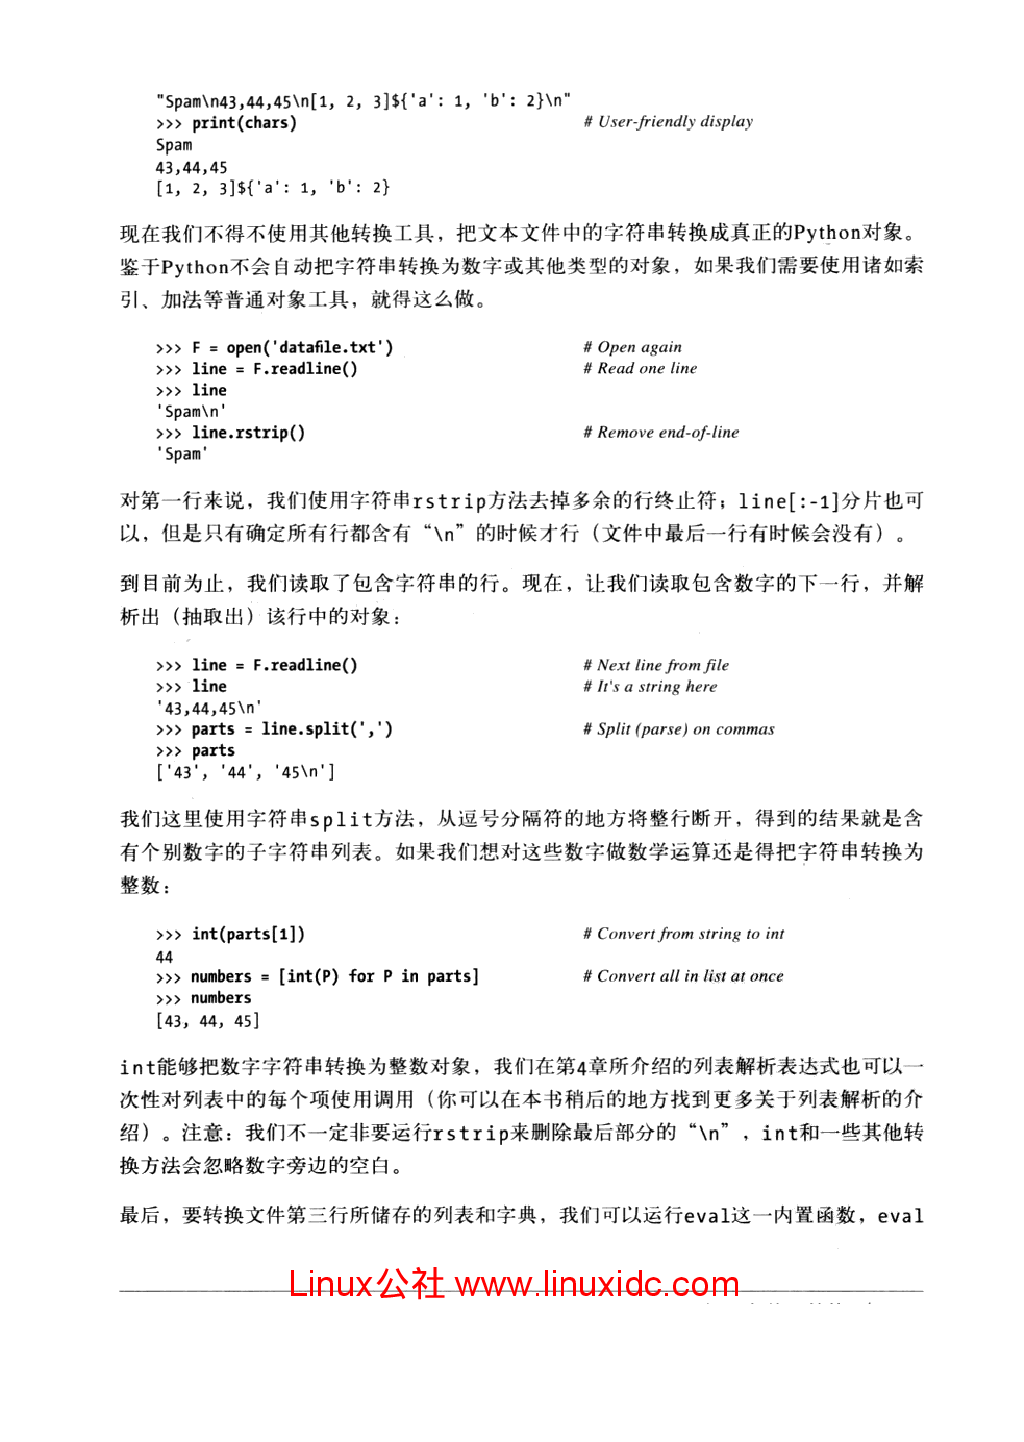 "Spam\n43,44,45\n[1, 2, 3]${'a': 1, 'b': 2}\n"
>>> print(chars) # User-friendly display
Spam
43,44,45
[1, 2, 3]${'a': 1, 'b': 2}
现在我们不得不使用其他转换工具，把文本文件中的字符串转换成真正的Python对象。
鉴于Python不会自动把字符串转换为数字或其他类型的对象，如果我们需要使用诸如索
引、加法等普通对象工具，就得这么做。
>>> F = open('datafile.txt') # Open again
>>> line = F.readline() # Read one line
>>> line
'Spam\n'
>>> line.rstrip() # Remove end-of-line
'Spam'
对第一行来说，我们使用字符串rstrip方法去掉多余的行终止符；line[:-1]分片也可
以，但是只有确定所有行都含有“\n”的时候才行（文件中最后一行有时候会没有）。
到目前为止，我们读取了包含字符串的行。现在，让我们读取包含数字的下一行，并解
析出（抽取出）该行中的对象：
>>> line = F.readline() # Next line from file
>>> line # It's a string here
'43,44,45\n'
>>> parts = line.split(',') # Split (parse) on commas
>>> parts
['43', '44', '45\n']
我们这里使用字符串split方法，从逗号分隔符的地方将整行断开，得到的结果就是含
有个别数字的子字符串列表。如果我们想对这些数字做数学运算还是得把字符串转换为
整数：
>>> int(parts[1]) # Convert from string to int
44
>>> numbers = [int(P) for P in parts] # Convert all in list at once
>>> numbers
[43, 44, 45]
int能够把数字字符串转换为整数对象，我们在第4章所介绍的列表解析表达式也可以一
次性对列表中的每个项使用调用（你可以在本书稍后的地方找到更多关于列表解析的介
绍）。注意：我们不一定非要运行rstrip来删除最后部分的“\n”，int和一些其他转
换方法会忽略数字旁边的空白。
最后，要转换文件第三行所储存的列表和字典，我们可以运行eval这一内置函数，eval
Linux公社 www.linuxidc.com